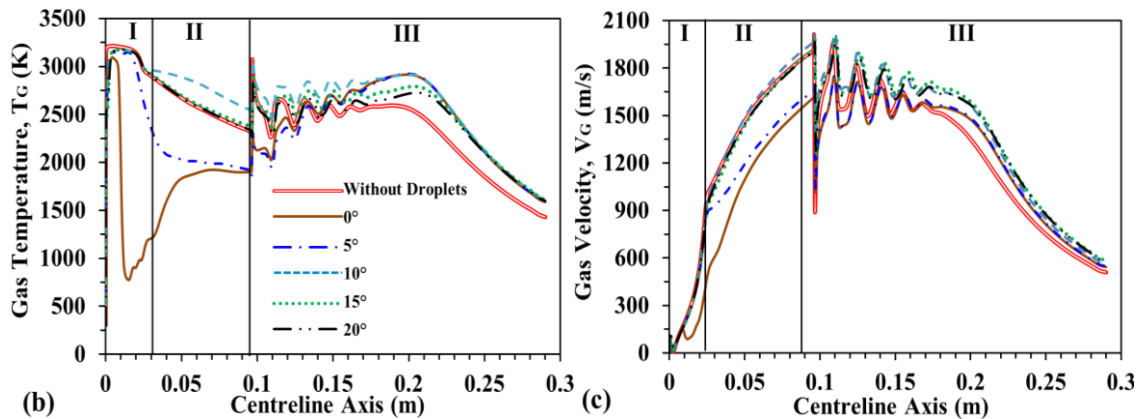 3500
3000
2500
2000
1500
1000
500
0
Gas Temperature, TG (K)
I
II
III
Without Droplets
0°
5°
10°
15°
20°
0
0.05
0.1
0.15
0.2
0.25
0.3
(b)
Centreline Axis (m)
2100
1800
1500
1200
900
600
300
0
Gas Velocity, VG (m/s)
I
II
III
0
0.05
0.1
0.15
0.2
0.25
0.3
(c)
Centreline Axis (m)